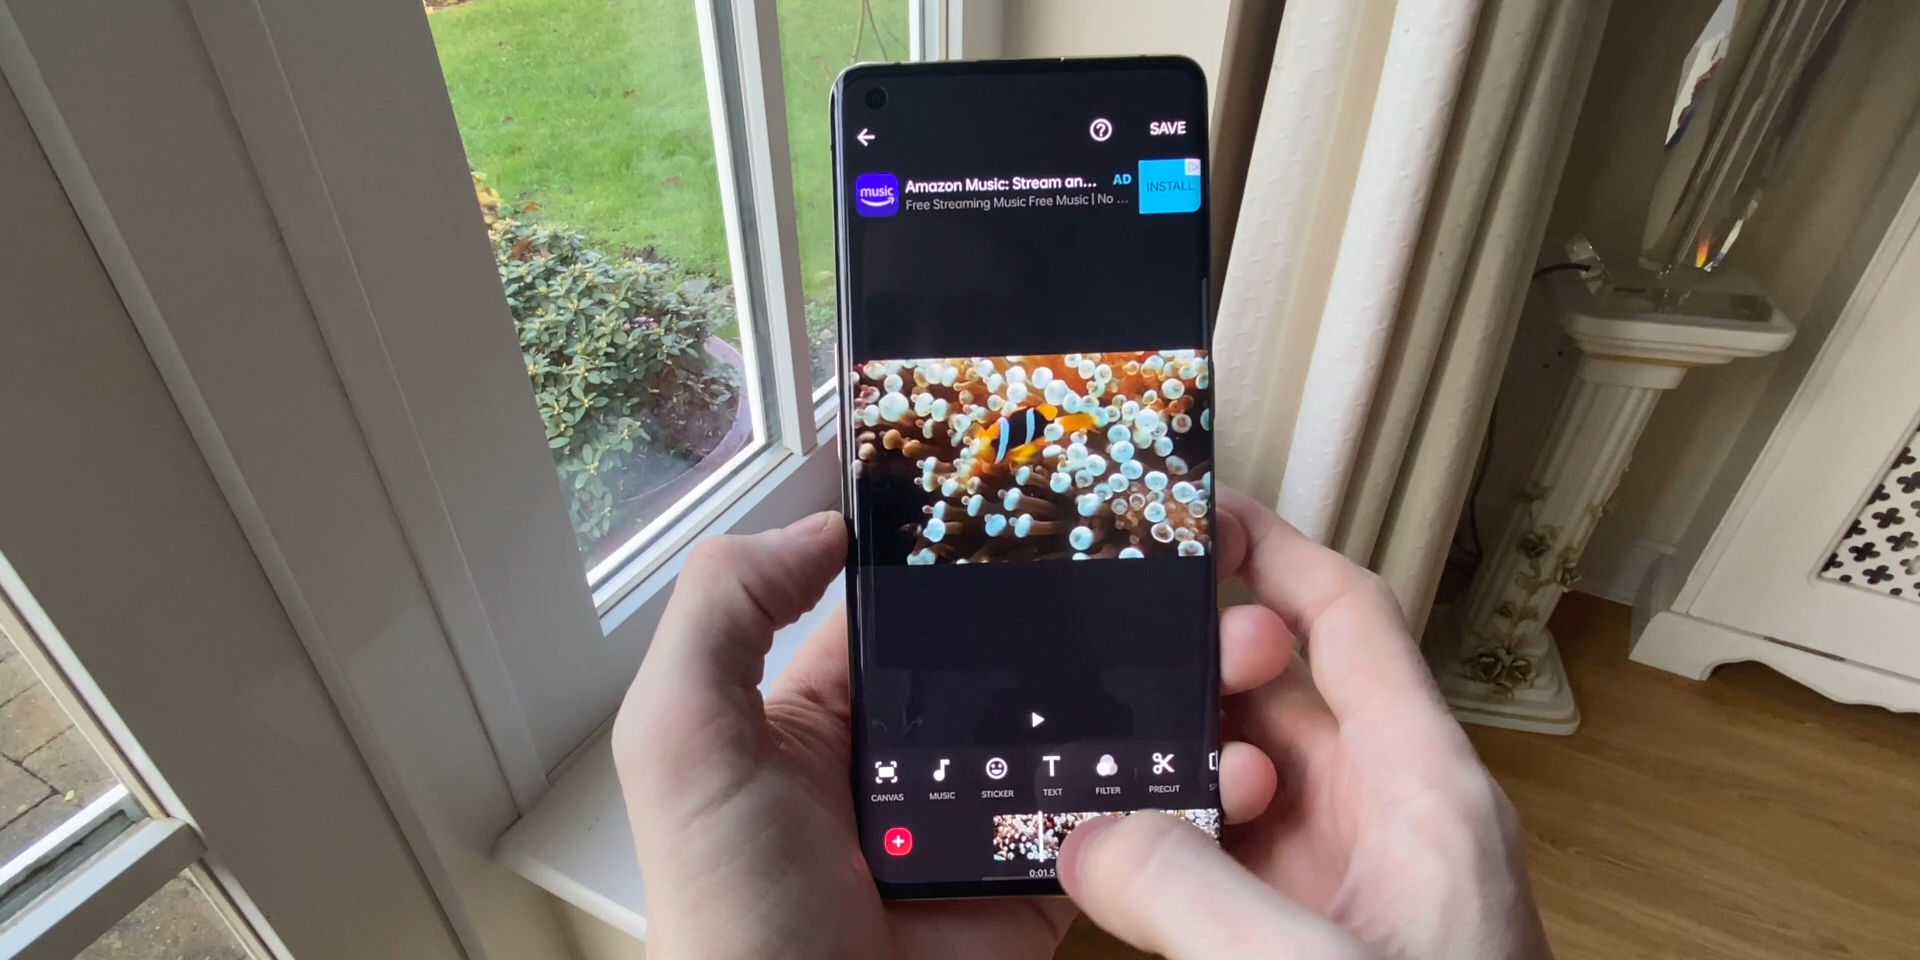 SAVE
music
Amazon Music: Stream an...
AD
INSTALL
Free Streaming Music Free Music | No ...
CANVAS
MUSIC
STICKER
TEXT
FILTER
PRECUT
0:01.5